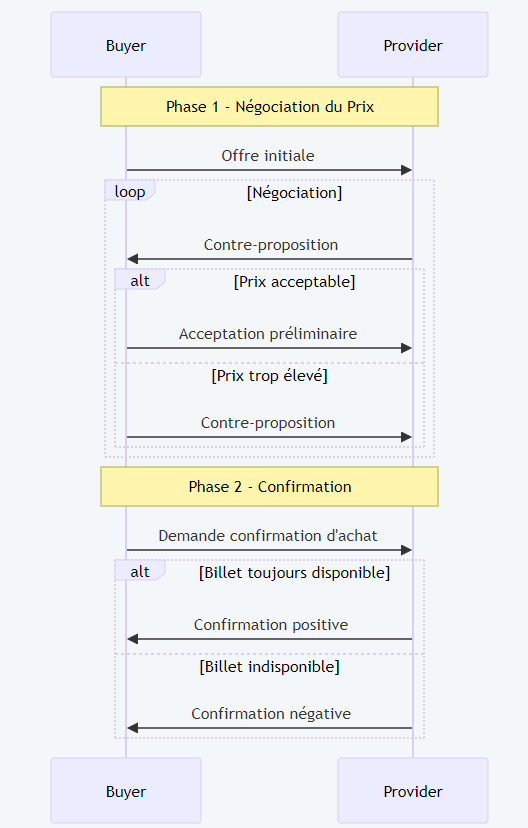 Buyer
Provider
Phase 1 - Négociation du Prix
Offre initiale
loop
[Négociation]
Contre-proposition
alt
[Prix acceptable]
Acceptation préliminaire
[Prix trop élevé]
Contre-proposition
Phase 2 - Confirmation
Demande confirmation d'achat
alt
[Billet toujours disponible]
Confirmation positive
[Billet indisponible]
Confirmation négative
Buyer
Provider